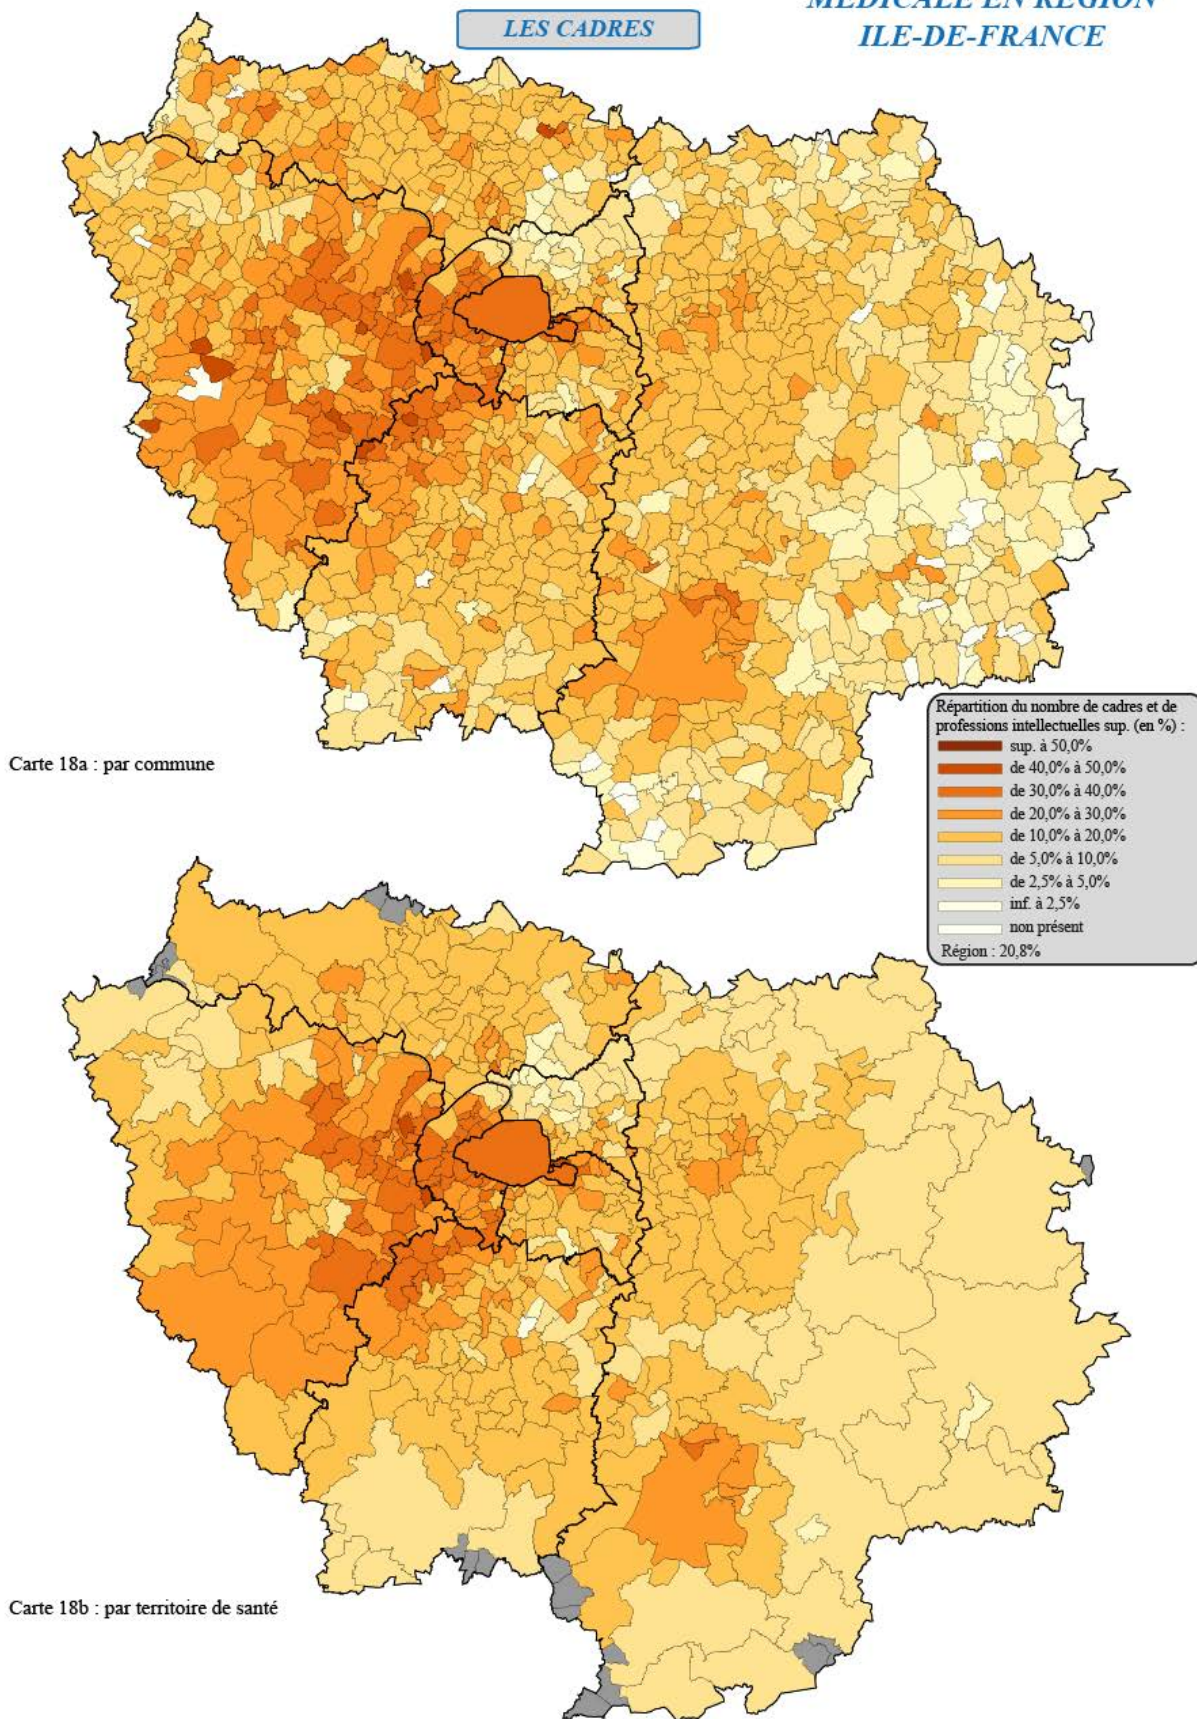 MÉDICALE EN RÉGION
ILE-DE-FRANCE
LES CADRES
Carte 18a : par commune
Répartition du nombre de cadres et de
professions intellectuelles sup. (en %) :
sup. à 50,0%
de 40,0% à 50,0%
de 30,0% à 40,0%
de 20,0% à 30,0%
de 10,0% à 20,0%
de 5,0% à 10,0%
de 2,5% à 5,0%
inf. à 2,5%
non présent
Région : 20,8%
Carte 18b : par territoire de santé